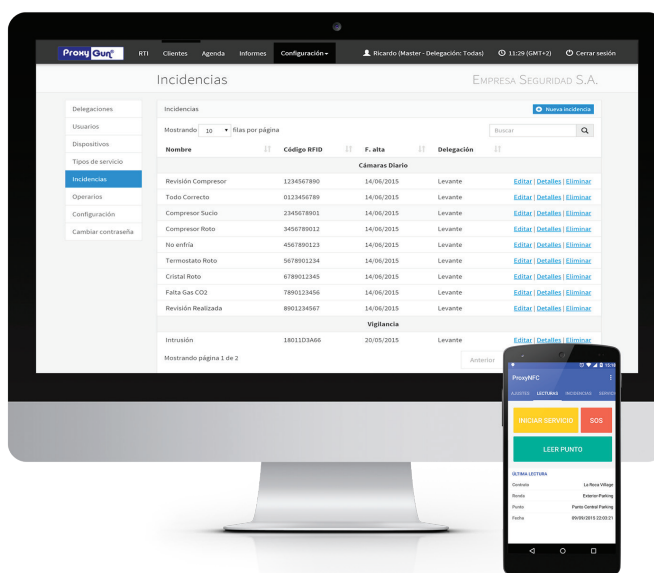 Proxy Gun® RTI Clientes Agenda Informes Configuración Ricardo (Master - Delegación: Todas) 11:29 (GMT+2) Cerrar sesión
Incidencias EMPRESA SEGURIDAD S.A.
Delegaciones
Usuarios
Dispositivos
Tipos de servicio
Incidencias
Operarios
Configuración
Cambiar contraseña
Incidencias Nueva incidencia
Mostrando 10 filas por página Buscar
Nombre Código RFID F. alta Delegación
Cámaras Diario
Revisión Compresor 1234567890 14/06/2015 Levante Editar | Detalles | Eliminar
Todo Correcto 0123456789 14/06/2015 Levante Editar | Detalles | Eliminar
Compresor Sucio 2345678901 14/06/2015 Levante Editar | Detalles | Eliminar
Compresor Roto 3456789012 14/06/2015 Levante Editar | Detalles | Eliminar
No enfría 4567890123 14/06/2015 Levante Editar | Detalles | Eliminar
Termostato Roto 5678901234 14/06/2015 Levante Editar | Detalles | Eliminar
Cristal Roto 6789012345 14/06/2015 Levante Editar | Detalles | Eliminar
Falta Gas CO2 7890123456 14/06/2015 Levante Editar | Detalles | Eliminar
Revisión Realizada 8901234567 14/06/2015 Levante Editar | Detalles | Eliminar
Vigilancia
Intrusión 18011D3A66 20/05/2015 Levante Editar | Detalles | Eliminar
Mostrando página 1 de 2 Anterior
15:18
ProxyNFC
AJUSTES LECTURAS INCIDENCIAS SERVICI
INICIAR SERVICIO SOS
LEER PUNTO
ÚLTIMA LECTURA
Contrato La Roca Village
Ronda Exterior-Parking
Punto Punto Central Parking
Fecha 09/09/2015 22:03:21